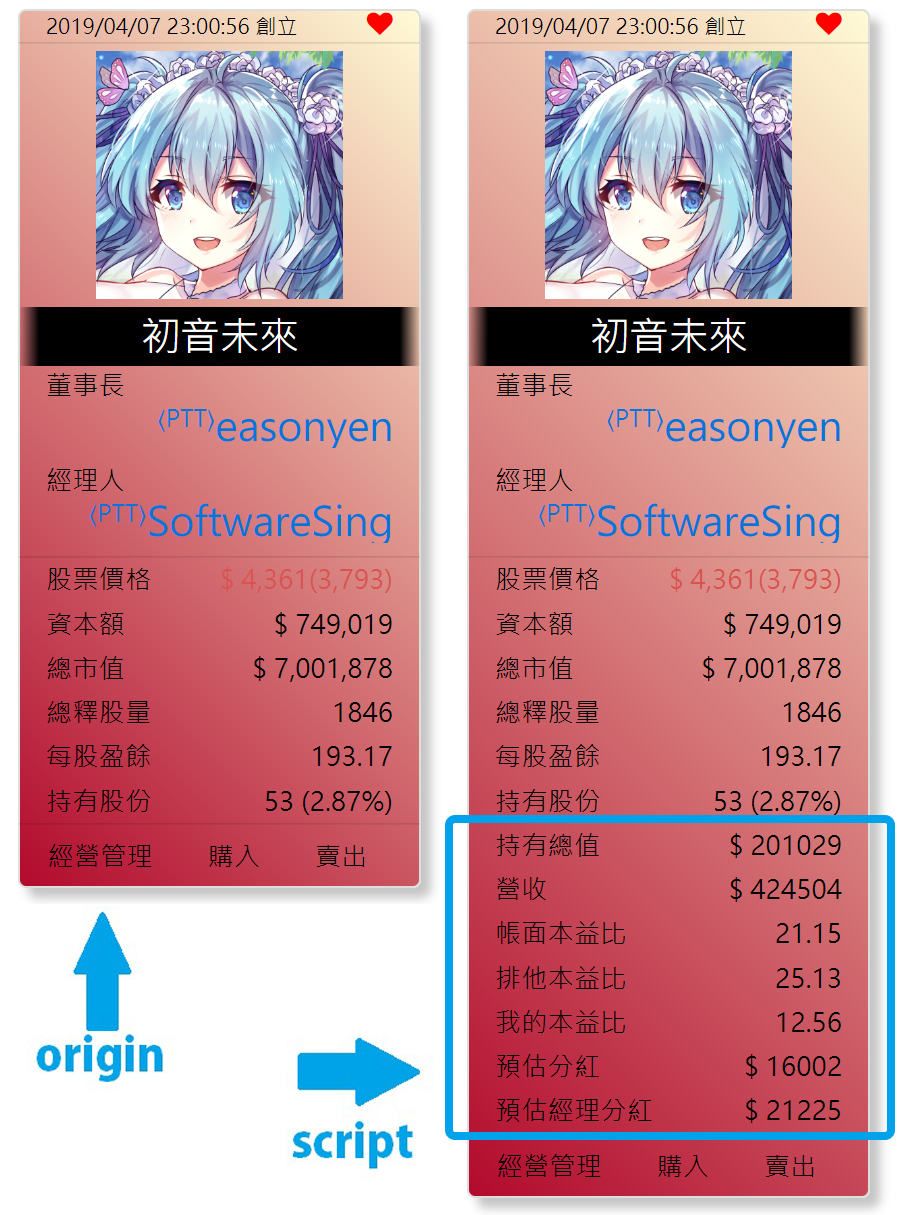 2019/04/07 23:00:56 創立
初音未來
董事長
〈PTT〉easonyen
經理人
〈PTT〉SoftwareSing
股票價格 $ 4,361(3,793)
資本額 $ 749,019
總市值 $ 7,001,878
總釋股量 1846
每股盈餘 193.17
持有股份 53 (2.87%)
經營管理 購入 賣出
origin
2019/04/07 23:00:56 創立
初音未來
董事長
〈PTT〉easonyen
經理人
〈PTT〉SoftwareSing
股票價格 $ 4,361(3,793)
資本額 $ 749,019
總市值 $ 7,001,878
總釋股量 1846
每股盈餘 193.17
持有股份 53 (2.87%)
持有總值 $ 201029
營收 $ 424504
帳面本益比 21.15
排他本益比 25.13
我的本益比 12.56
預估分紅 $ 16002
預估經理分紅 $ 21225
經營管理 購入 賣出
script